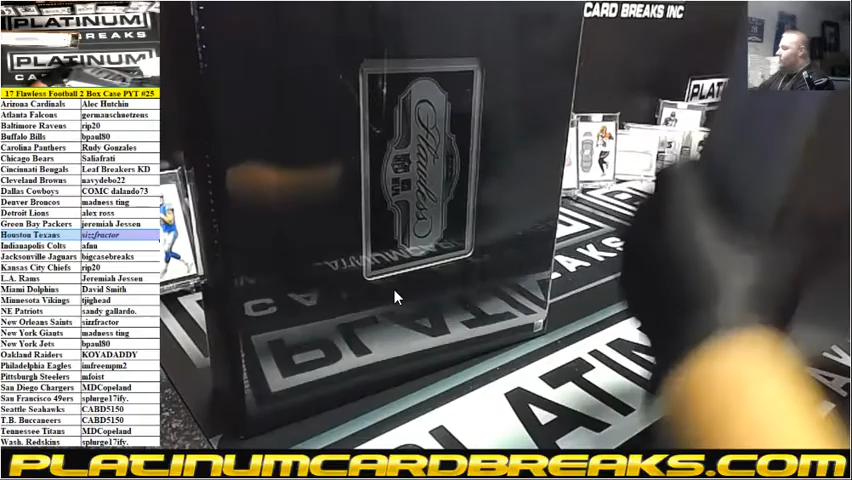 CARD BREAKS INC
PLATINUM
BREAKS
PLATINUM
17 Flawless Football 2 Box Case PYT #25
Arizona Cardinals Alec Hutchin
Atlanta Falcons germanschnetzens
Baltimore Ravens rip20
Buffalo Bills bpaul80
Carolina Panthers Rudy Gonzales
Chicago Bears Saliafrati
Cincinnati Bengals Leaf Breakers KD
Cleveland Browns navydebo22
Dallas Cowboys COMC dalando73
Denver Broncos madness ting
Detroit Lions alex ross
Green Bay Packers jeremiah Jessen
Houston Texans sizzfractor
Indianapolis Colts afnn
Jacksonville Jaguars bigcasebreaks
Kansas City Chiefs rip20
L.A. Rams Jeremiah Jessen
Miami Dolphins David Smith
Minnesota Vikings tjighead
NE Patriots sandy gallardo.
New Orleans Saints sizzfractor
New York Giants madness ting
New York Jets bpaul80
Oakland Raiders KOYADADDY
Philadelphia Eagles imfreempm2
Pittsburgh Steelers mfoist
San Diego Chargers MDCopeland
San Francisco 49ers splurge17ify.
Seattle Seahawks CABD5150
T.B. Buccaneers CABD5150
Tennessee Titans MDCopeland
Wash. Redskins splurge17ify.
Flawless
PLATINUM
PLATINUMCARDBREAKS.COM